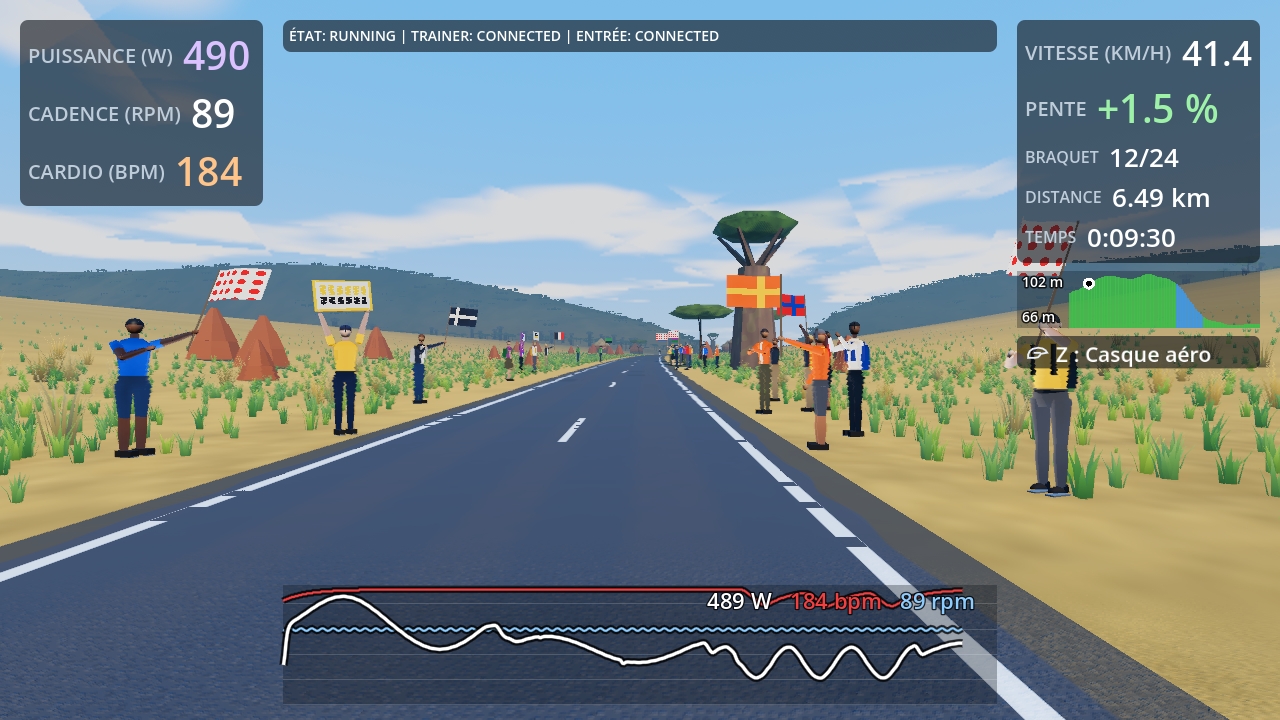 PUISSANCE (W) 490
CADENCE (RPM) 89
CARDIO (BPM) 184
ÉTAT: RUNNING | TRAINER: CONNECTED | ENTRÉE: CONNECTED
VITESSE (KM/H) 41.4
PENTE +1.5 %
BRAQUET 12/24
DISTANCE 6.49 km
TEMPS 0:09:30
102 m
66 m
Z : Casque aéro
489 W 184 bpm 89 rpm